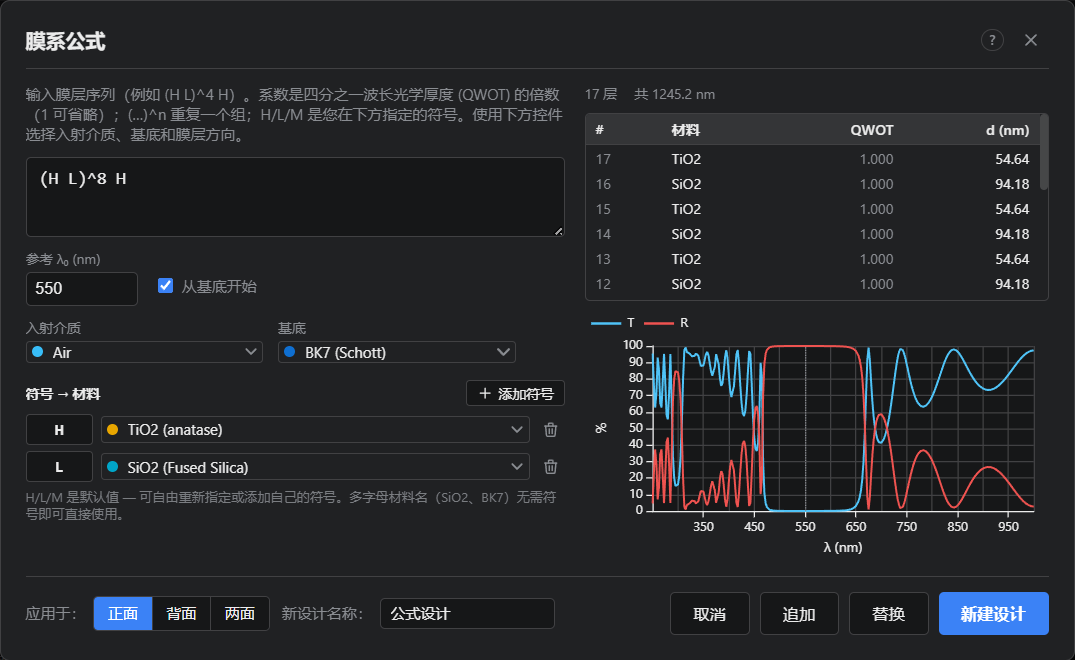 膜系公式
?
输入膜层序列（例如 (H L)^4 H）。系数是四分之一波长光学厚度 (QWOT) 的倍数
（1 可省略）；(...)^n 重复一个组；H/L/M 是您在下方指定的符号。使用下方控件
选择入射介质、基底和膜层方向。
(H L)^8 H
参考 λ₀ (nm)
550
从基底开始
入射介质
基底
Air
BK7 (Schott)
符号 → 材料
+ 添加符号
H
TiO2 (anatase)
L
SiO2 (Fused Silica)
H/L/M 是默认值 — 可自由重新指定或添加自己的符号。多字母材料名（SiO2、BK7）无需符
号即可直接使用。
17 层 共 1245.2 nm
# 材料 QWOT d (nm)
17 TiO2 1.000 54.64
16 SiO2 1.000 94.18
15 TiO2 1.000 54.64
14 SiO2 1.000 94.18
13 TiO2 1.000 54.64
12 SiO2 1.000 94.18
T R
100
90
80
70
60
50
40
30
20
10
0
%
350 450 550 650 750 850 950
λ (nm)
应用于：
正面 背面 两面
新设计名称：
公式设计
取消
追加
替换
新建设计